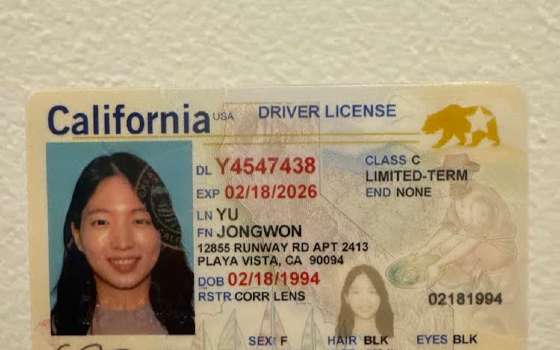 California USA DRIVER LICENSE
DL Y4547438 CLASS C
EXP 02/18/2026 LIMITED-TERM
END NONE
LN YU
FN JONGWON
12855 RUNWAY RD APT 2413
PLAYA VISTA, CA 90094
DOB 02/18/1994
RSTR CORR LENS 02181994
SEX F HAIR BLK EYES BLK